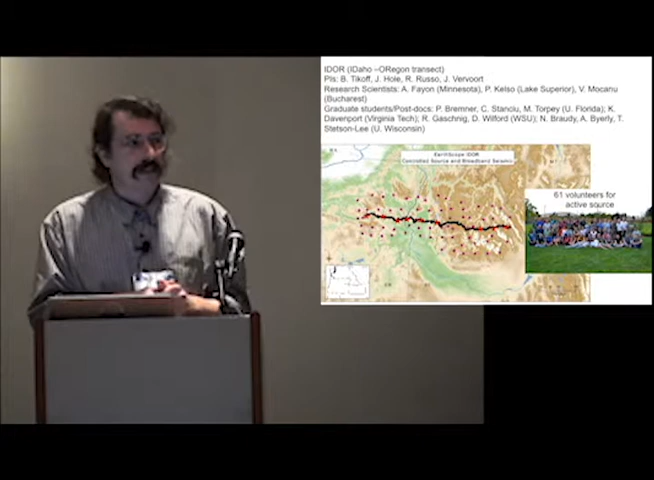 IDOR (IDaho –ORegon transect)
PIs: B. Tikoff, J. Hole, R. Russo, J. Vervoort
Research Scientists: A. Fayon (Minnesota), P. Kelso (Lake Superior), V. Mocanu
(Bucharest)
Graduate students/Post-docs: P. Bremner, C. Stanciu, M. Torpey (U. Florida); K.
Davenport (Virginia Tech); R. Gaschnig, D. Wilford (WSU); N. Braudy, A. Byerly, T.
Stetson-Lee (U. Wisconsin)
EarthScope IDOR
Controlled Source and Broadband Seismic
61 volunteers for
active source